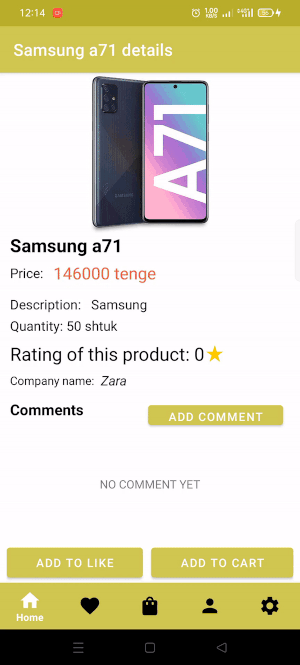 12:14
Samsung a71 details
A71
SAMSUNG
Samsung a71
Price: 146000 tenge
Description: Samsung
Quantity: 50 shtuk
Rating of this product: 0
Company name: Zara
Comments
ADD COMMENT
NO COMMENT YET
ADD TO LIKE ADD TO CART
Home